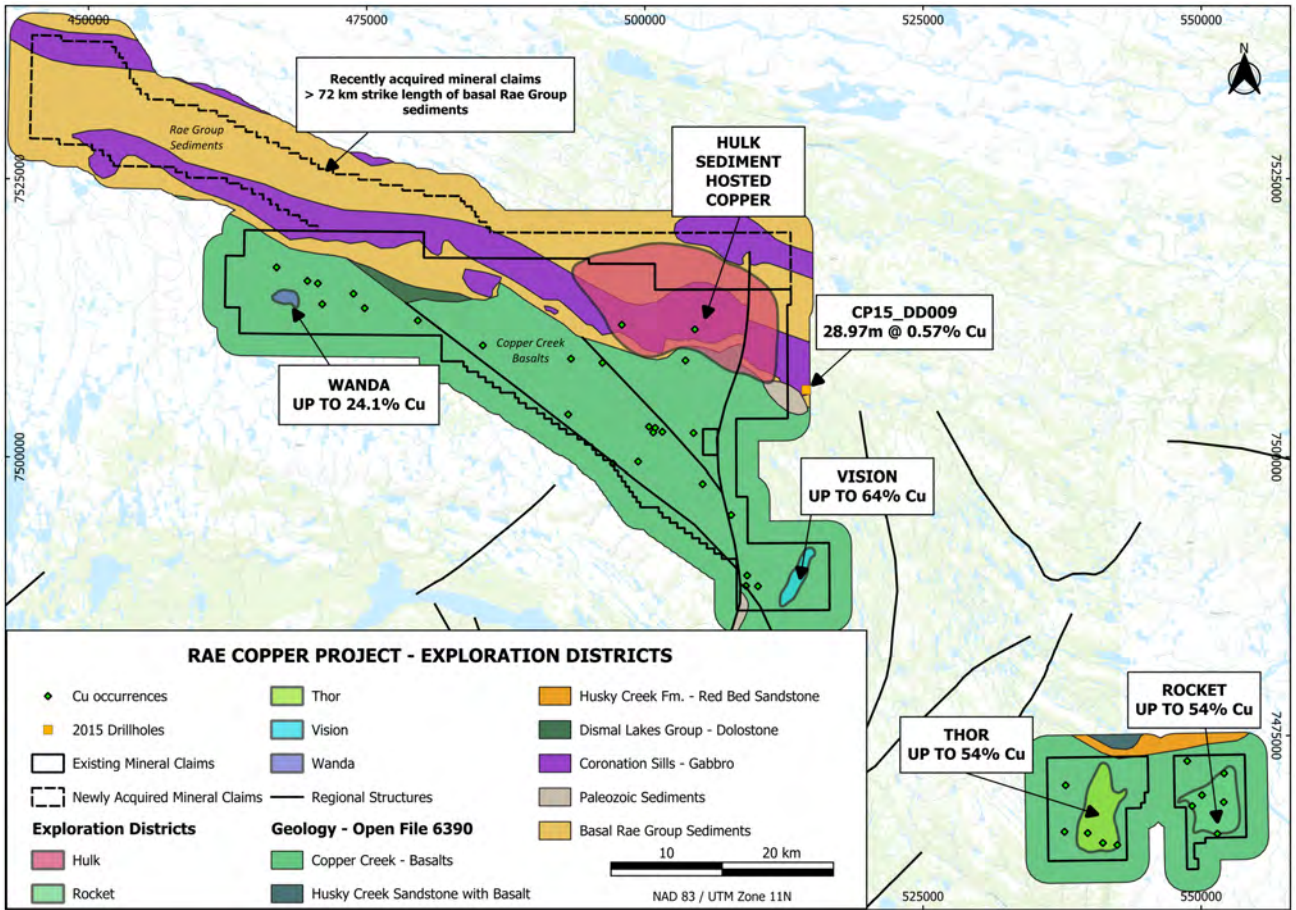 450000
475000
500000
525000
550000
N
Recently acquired mineral claims
> 72 km strike length of basal Rae Group
sediments
Rae Group
Sediments
HULK
SEDIMENT
HOSTED
COPPER
7525000
7525000
CP15_DD009
28.97m @ 0.57% Cu
Copper Creek
Basalts
WANDA
UP TO 24.1% Cu
7500000
7500000
VISION
UP TO 64% Cu
RAE COPPER PROJECT - EXPLORATION DISTRICTS
Cu occurrences
2015 Drillholes
Existing Mineral Claims
Newly Acquired Mineral Claims
Exploration Districts
Hulk
Rocket
Thor
Vision
Wanda
Regional Structures
Geology - Open File 6390
Copper Creek - Basalts
Husky Creek Sandstone with Basalt
Husky Creek Fm. - Red Bed Sandstone
Dismal Lakes Group - Dolostone
Coronation Sills - Gabbro
Paleozoic Sediments
Basal Rae Group Sediments
10 20 km
NAD 83 / UTM Zone 11N
THOR
UP TO 54% Cu
ROCKET
UP TO 54% Cu
7475000
525000
550000